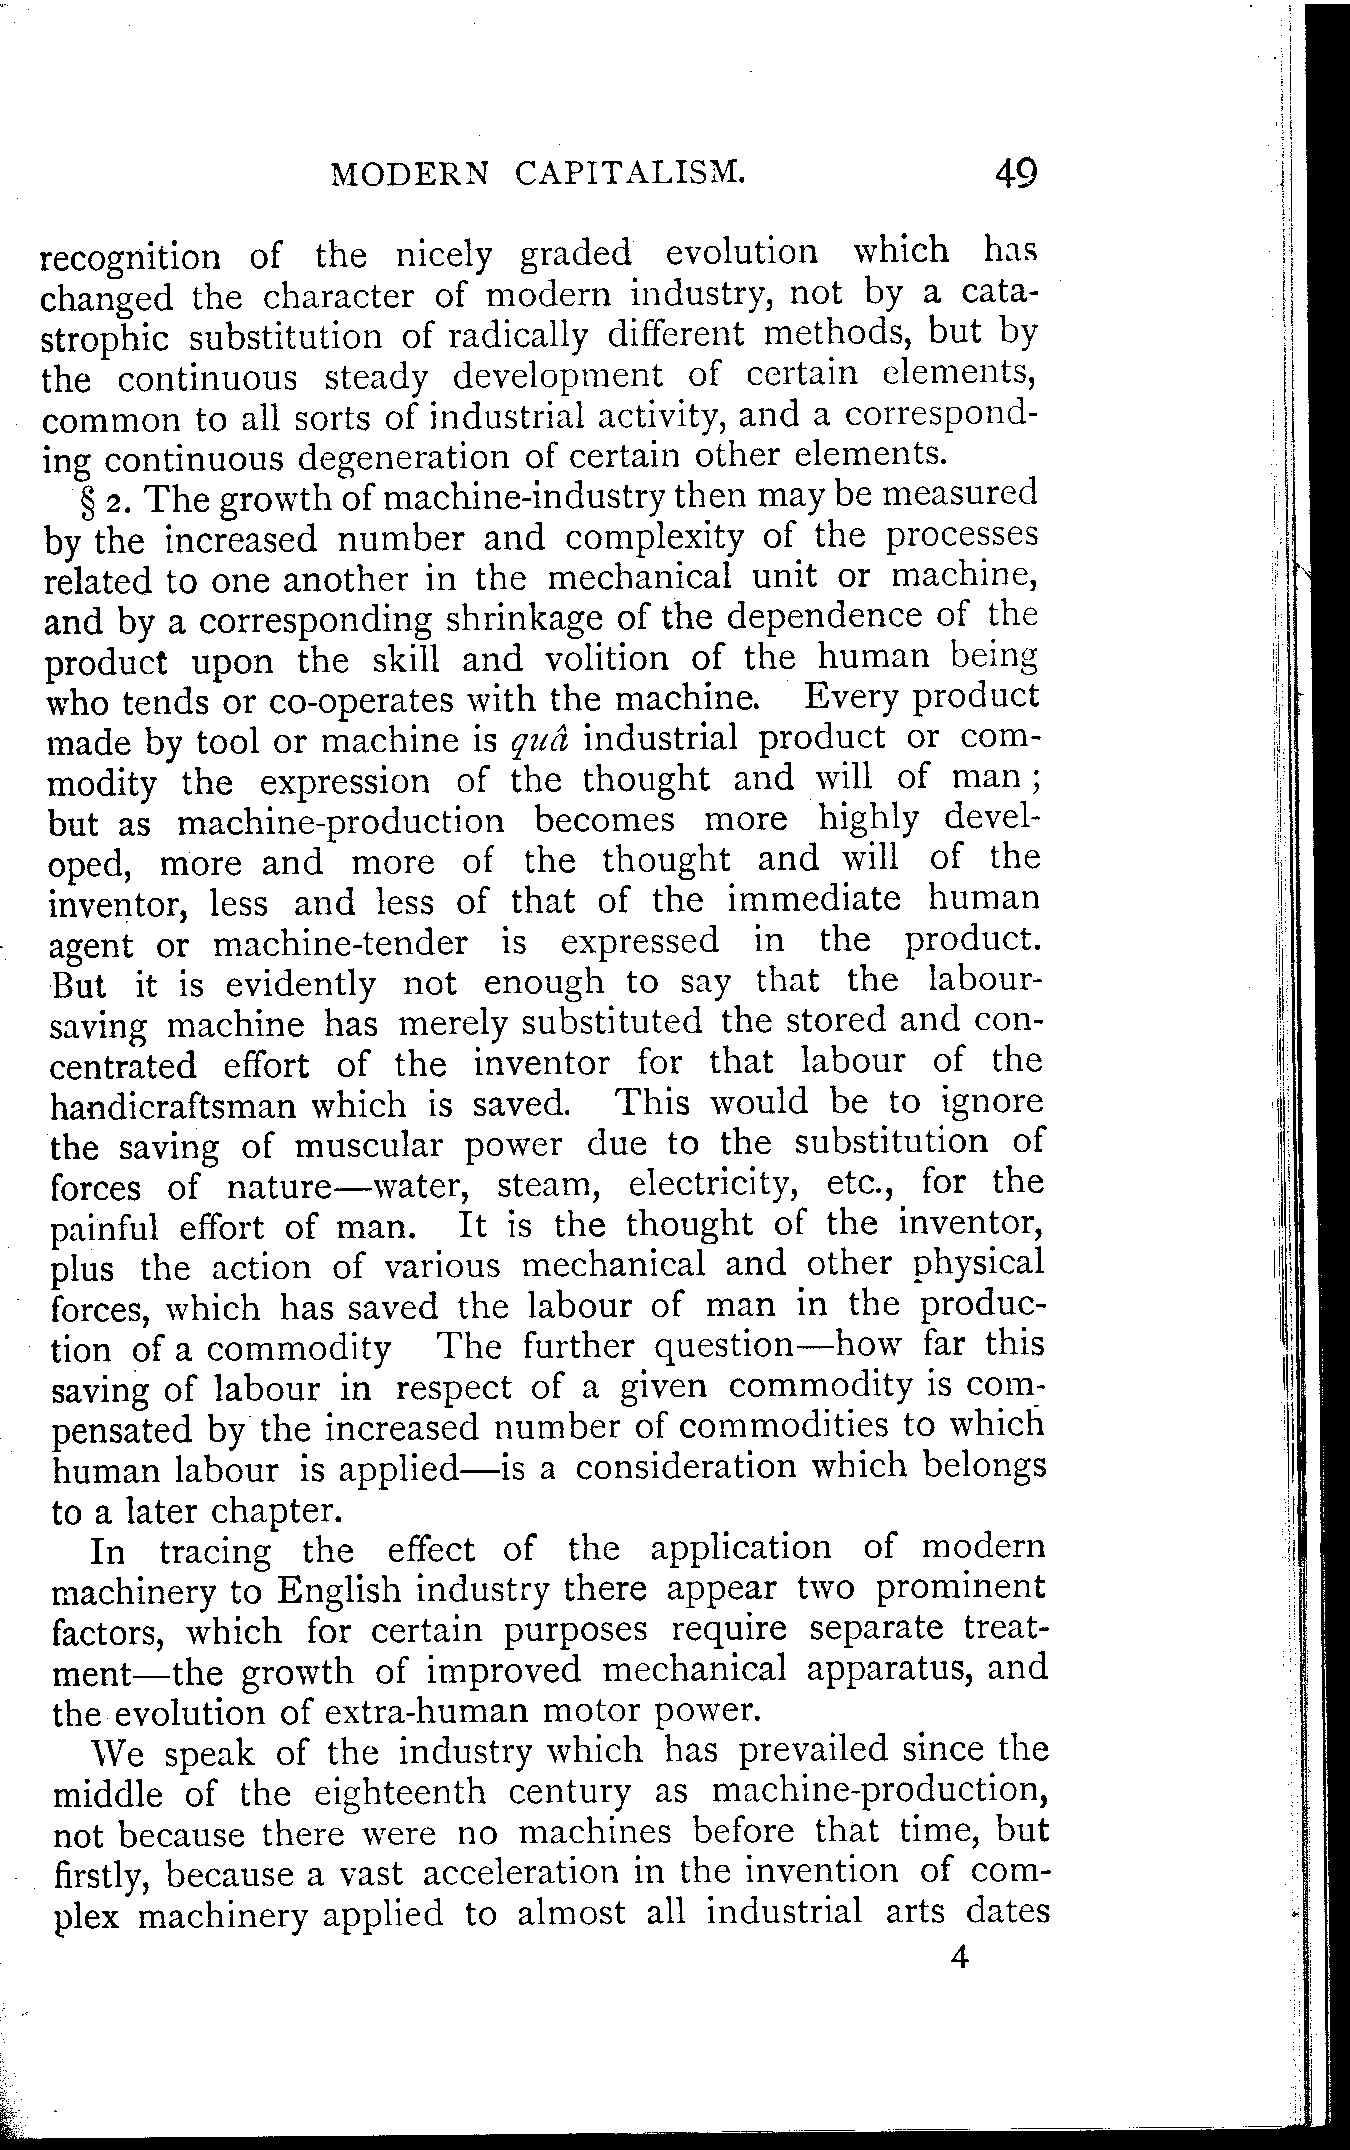 MODERN CAPITALISM. 49
recognition of the nicely graded evolution which has
changed the character of modern industry, not by a cata-
strophic substitution of radically different methods, but by
the continuous steady development of certain elements,
common to all sorts of industrial activity, and a correspond-
ing continuous degeneration of certain other elements.
§ 2. The growth of machine-industry then may be measured
by the increased number and complexity of the processes
related to one another in the mechanical unit or machine,
and by a corresponding shrinkage of the dependence of the
product upon the skill and volition of the human being
who tends or co-operates with the machine. Every product
made by tool or machine is quâ industrial product or com-
modity the expression of the thought and will of man ;
but as machine-production becomes more highly devel-
oped, more and more of the thought and will of the
inventor, less and less of that of the immediate human
agent or machine-tender is expressed in the product.
But it is evidently not enough to say that the labour-
saving machine has merely substituted the stored and con-
centrated effort of the inventor for that labour of the
handicraftsman which is saved. This would be to ignore
the saving of muscular power due to the substitution of
forces of nature—water, steam, electricity, etc., for the
painful effort of man. It is the thought of the inventor,
plus the action of various mechanical and other physical
forces, which has saved the labour of man in the produc-
tion of a commodity The further question—how far this
saving of labour in respect of a given commodity is com-
pensated by the increased number of commodities to which
human labour is applied—is a consideration which belongs
to a later chapter.
In tracing the effect of the application of modern
machinery to English industry there appear two prominent
factors, which for certain purposes require separate treat-
ment—the growth of improved mechanical apparatus, and
the evolution of extra-human motor power.
We speak of the industry which has prevailed since the
middle of the eighteenth century as machine-production,
not because there were no machines before that time, but
firstly, because a vast acceleration in the invention of com-
plex machinery applied to almost all industrial arts dates
4